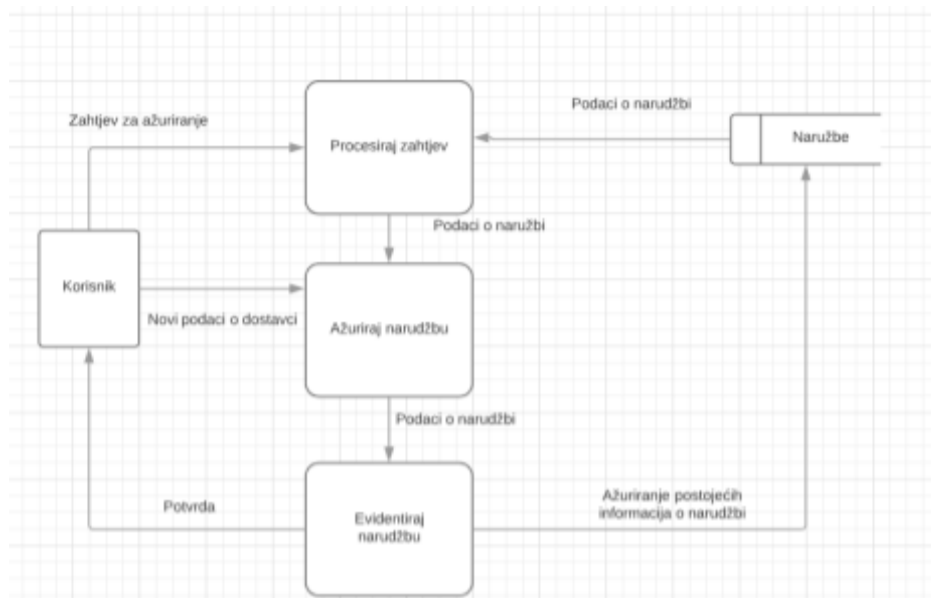 Podaci o narudžbi
Zahtjev za ažuriranje
Naružbe
Procesiraj zahtjev
Podaci o naružbi
Korisnik
Novi podaci o dostavci
Ažuriraj narudžbu
Podaci o narudžbi
Ažuriranje postojećih
informacija o narudžbi
Potvrda
Evidentiraj
narudžbu